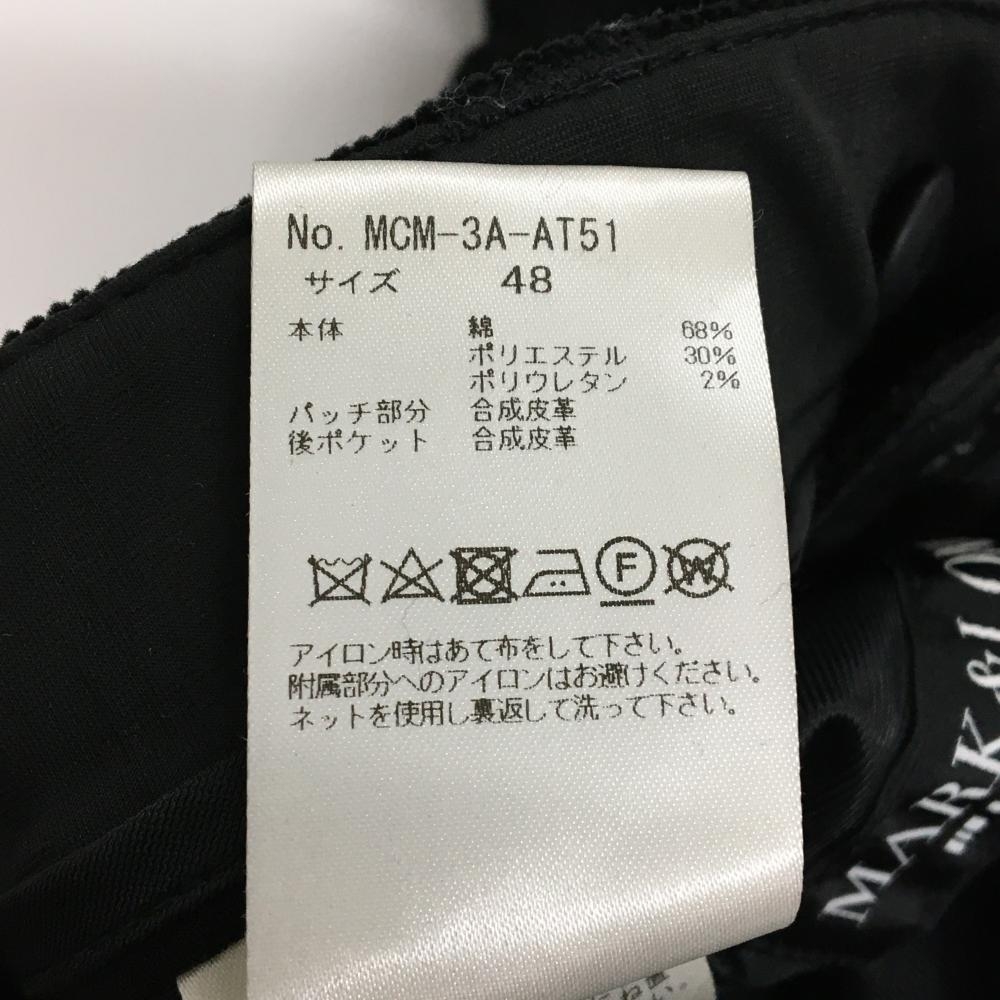 No. MCM-3A-AT51
サイズ 48
本体 綿 68%
ポリエステル 30%
ポリウレタン 2%
パッチ部分 合成皮革
後ポケット 合成皮革
F W
アイロン時はあて布をして下さい。
附属部分へのアイロンはお避けください。
ネットを使用し裏返して洗って下さい。
MARK & LO